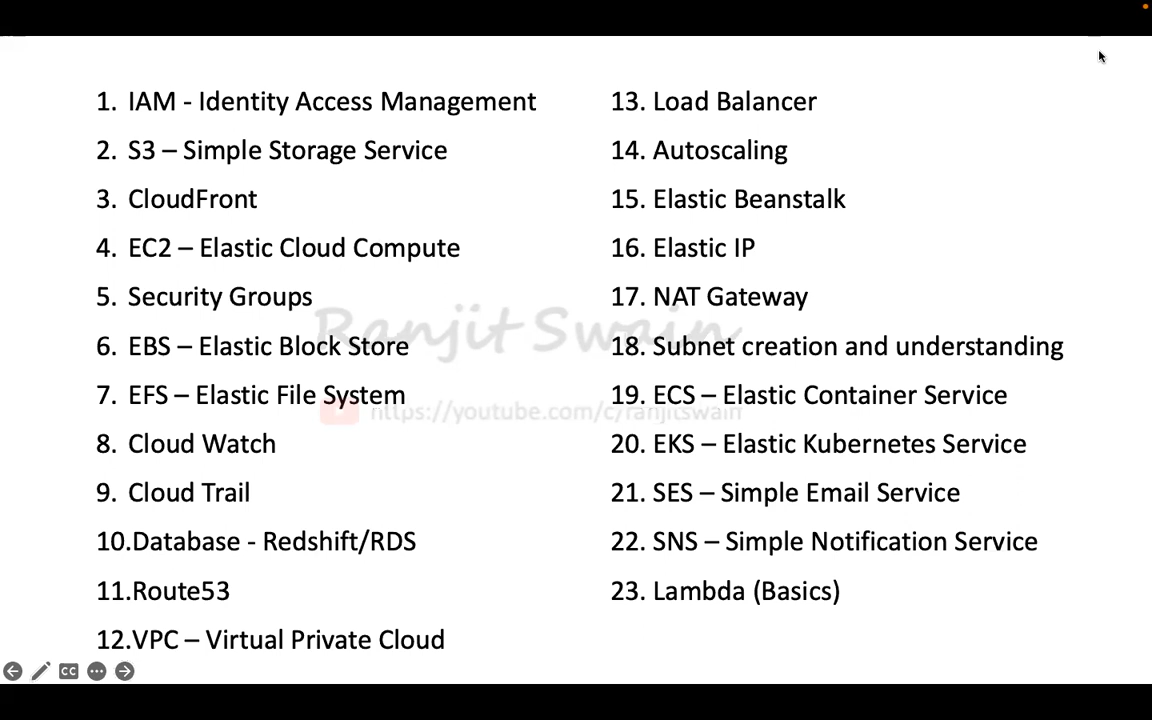 1. IAM - Identity Access Management
2. S3 – Simple Storage Service
3. CloudFront
4. EC2 – Elastic Cloud Compute
5. Security Groups
6. EBS – Elastic Block Store
7. EFS – Elastic File System
8. Cloud Watch
9. Cloud Trail
10.Database - Redshift/RDS
11.Route53
12.VPC – Virtual Private Cloud
13. Load Balancer
14. Autoscaling
15. Elastic Beanstalk
16. Elastic IP
17. NAT Gateway
18. Subnet creation and understanding
19. ECS – Elastic Container Service
20. EKS – Elastic Kubernetes Service
21. SES – Simple Email Service
22. SNS – Simple Notification Service
23. Lambda (Basics)
Ranjit Swain
https://youtube.com/c/ranjitswain
CC